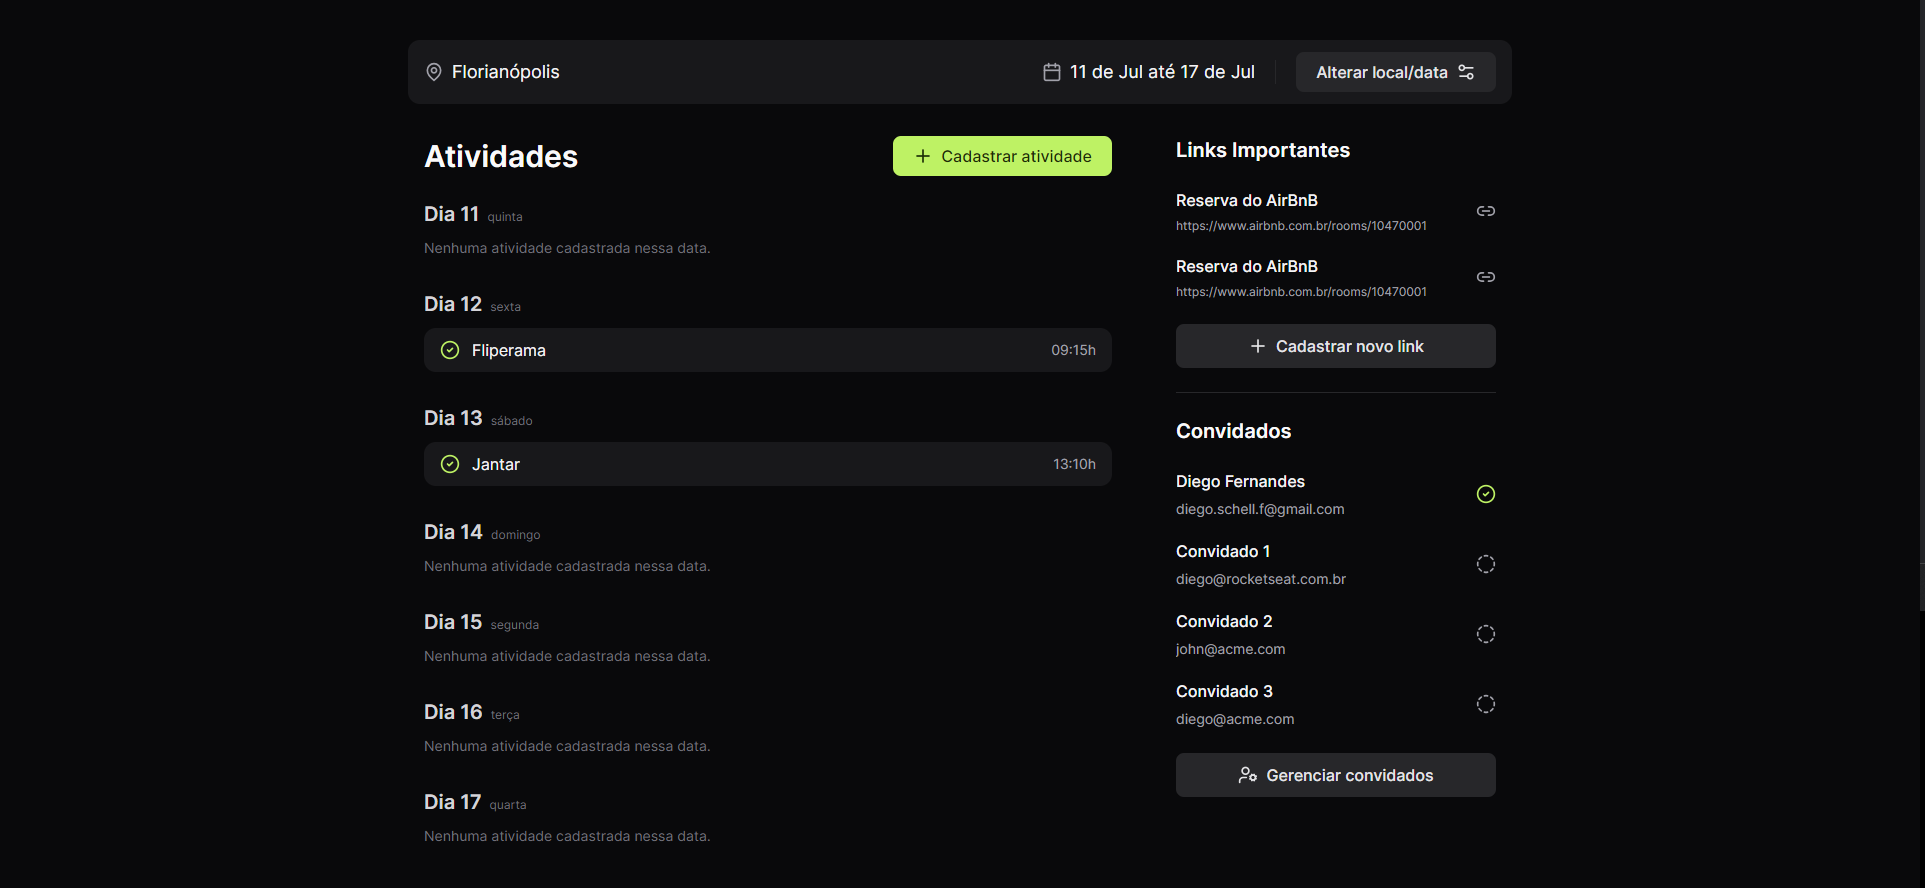 Florianópolis
11 de Jul até 17 de Jul
Alterar local/data
Atividades
Cadastrar atividade
Dia 11 quinta
Nenhuma atividade cadastrada nessa data.
Dia 12 sexta
Fliperama 09:15h
Dia 13 sábado
Jantar 13:10h
Dia 14 domingo
Nenhuma atividade cadastrada nessa data.
Dia 15 segunda
Nenhuma atividade cadastrada nessa data.
Dia 16 terça
Nenhuma atividade cadastrada nessa data.
Dia 17 quarta
Nenhuma atividade cadastrada nessa data.
Links Importantes
Reserva do AirBnB
https://www.airbnb.com.br/rooms/10470001
Reserva do AirBnB
https://www.airbnb.com.br/rooms/10470001
Cadastrar novo link
Convidados
Diego Fernandes
diego.schell.f@gmail.com
Convidado 1
diego@rocketseat.com.br
Convidado 2
john@acme.com
Convidado 3
diego@acme.com
Gerenciar convidados